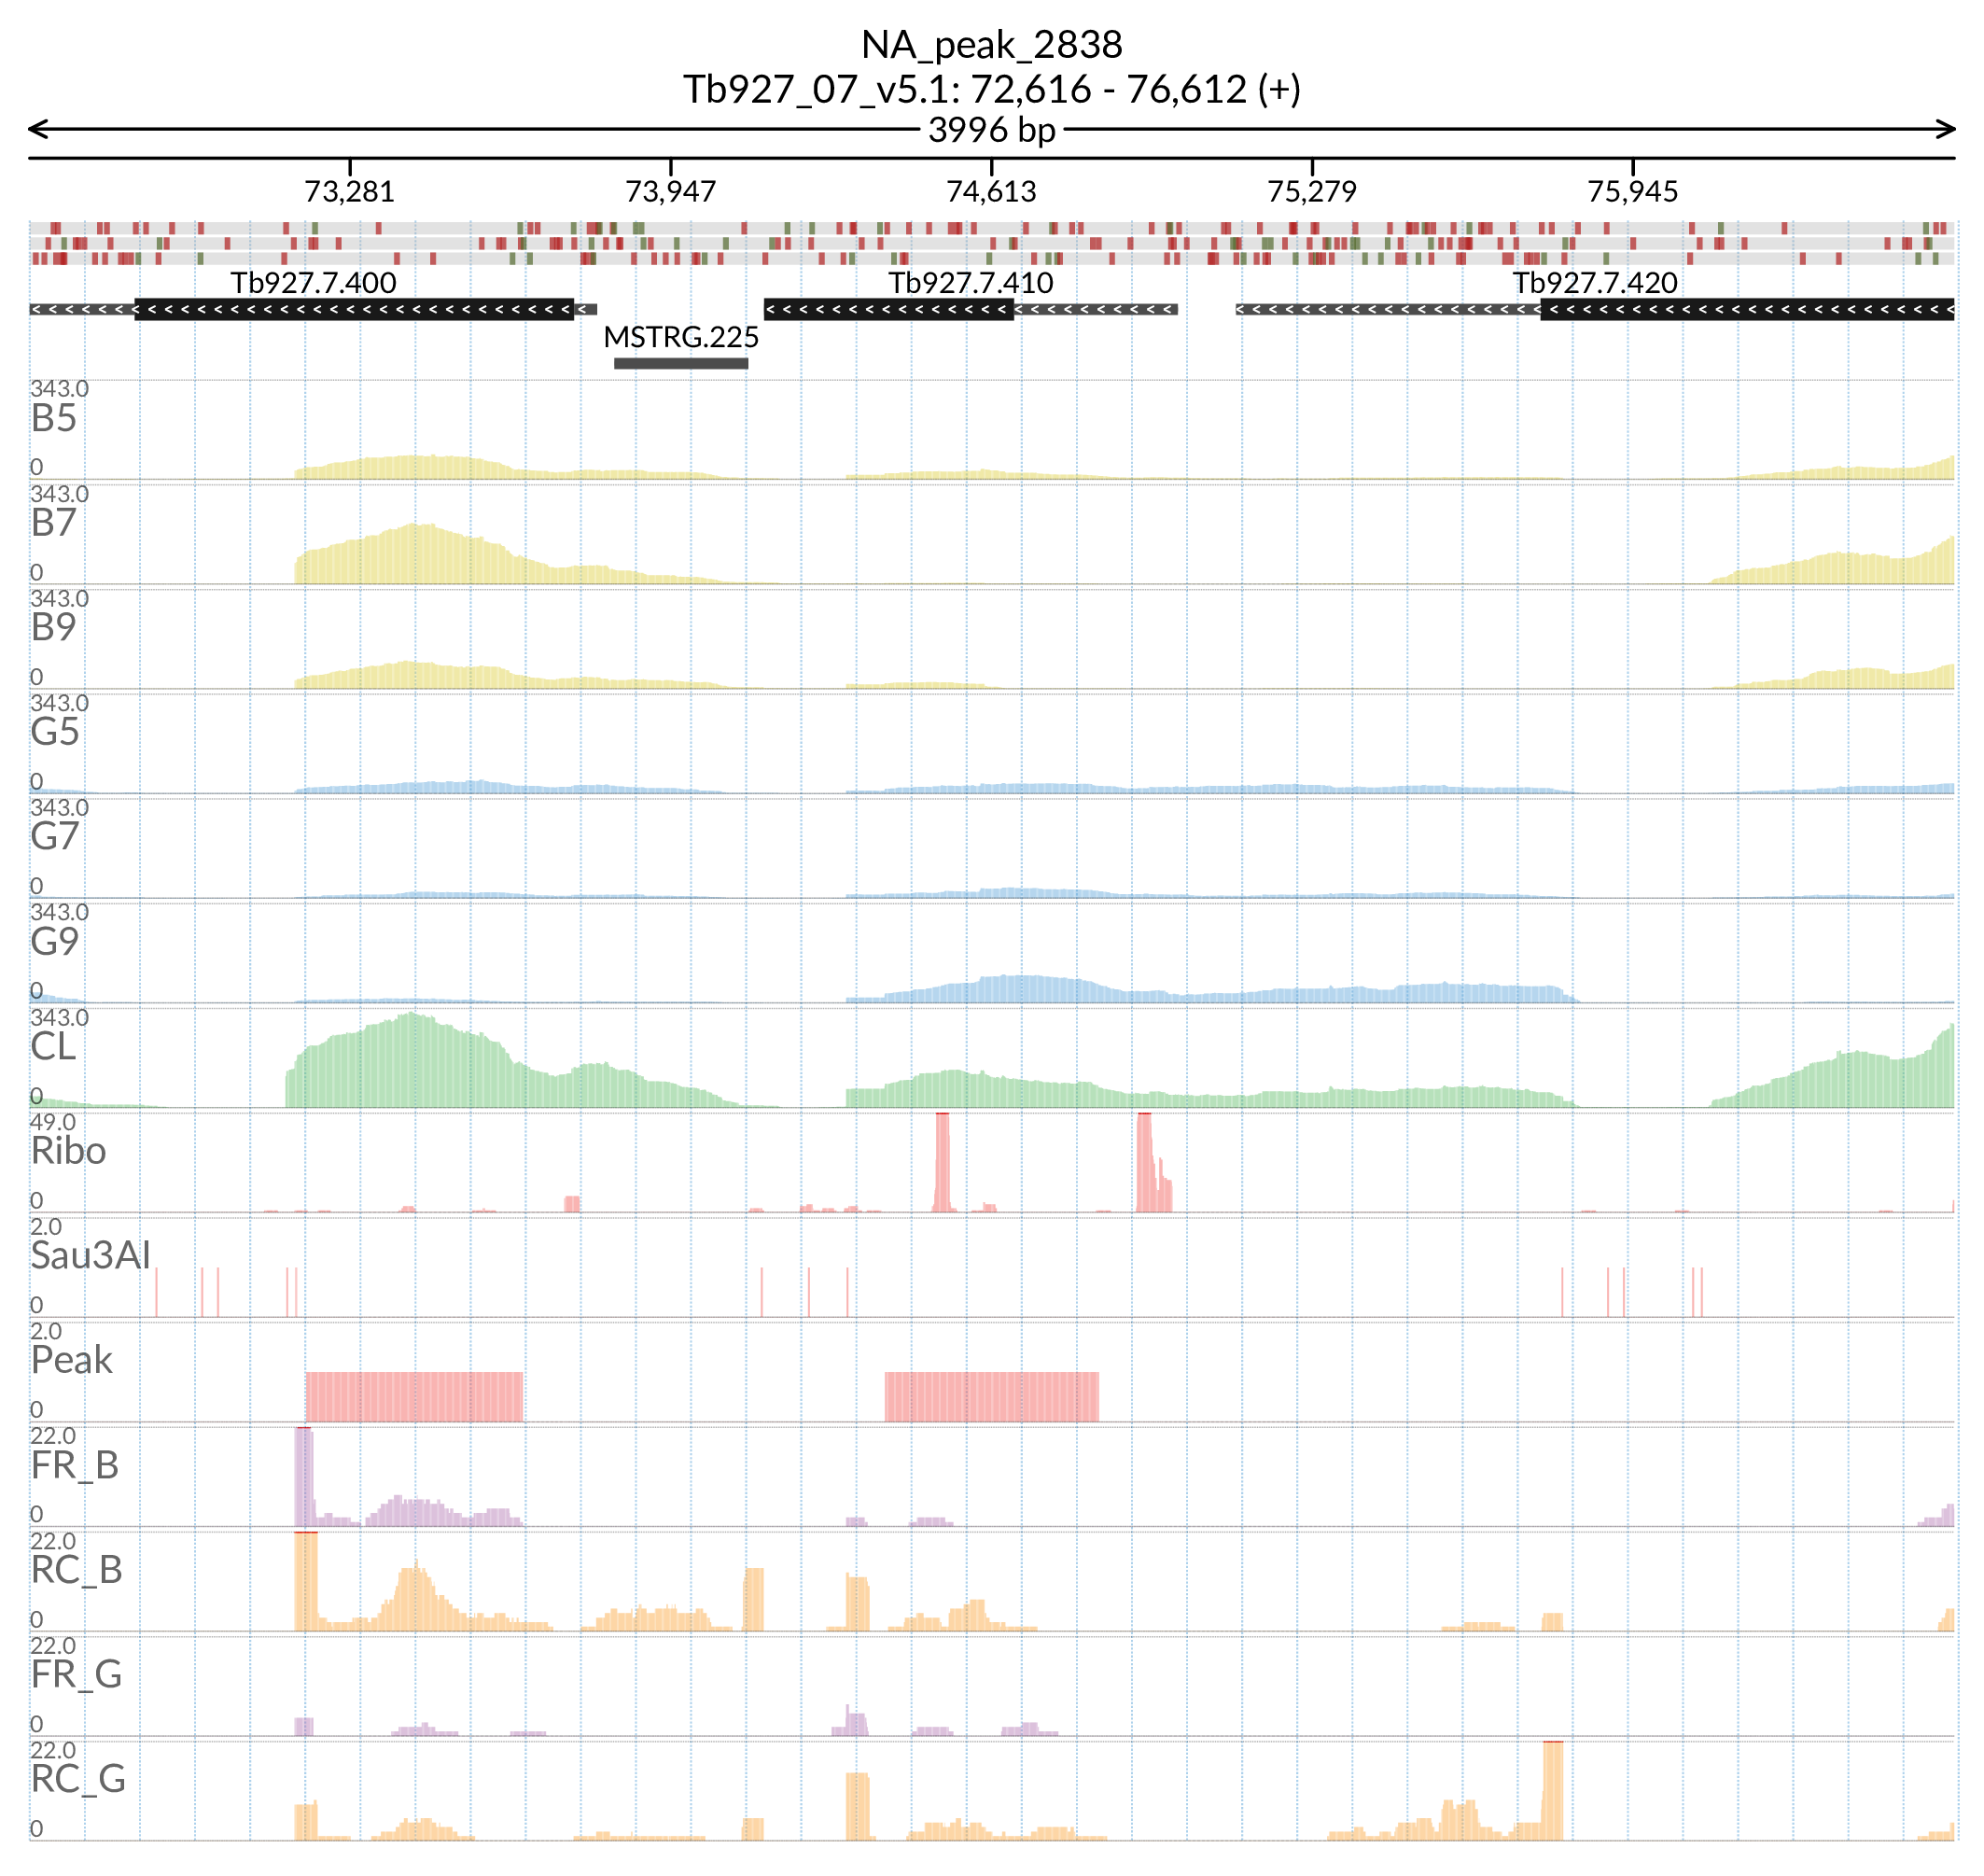 NA_peak_2838
Tb927_07_v5.1: 72,616 - 76,612 (+)
3996 bp
73,281 73,947 74,613 75,279 75,945
Tb927.7.400 Tb927.7.410 Tb927.7.420
MSTRG.225
343.0
B5
0
343.0
B7
0
343.0
B9
0
343.0
G5
0
343.0
G7
0
343.0
G9
0
343.0
CL
0
49.0
Ribo
0
2.0
Sau3AI
0
2.0
Peak
0
22.0
FR_B
0
22.0
RC_B
0
22.0
FR_G
0
22.0
RC_G
0